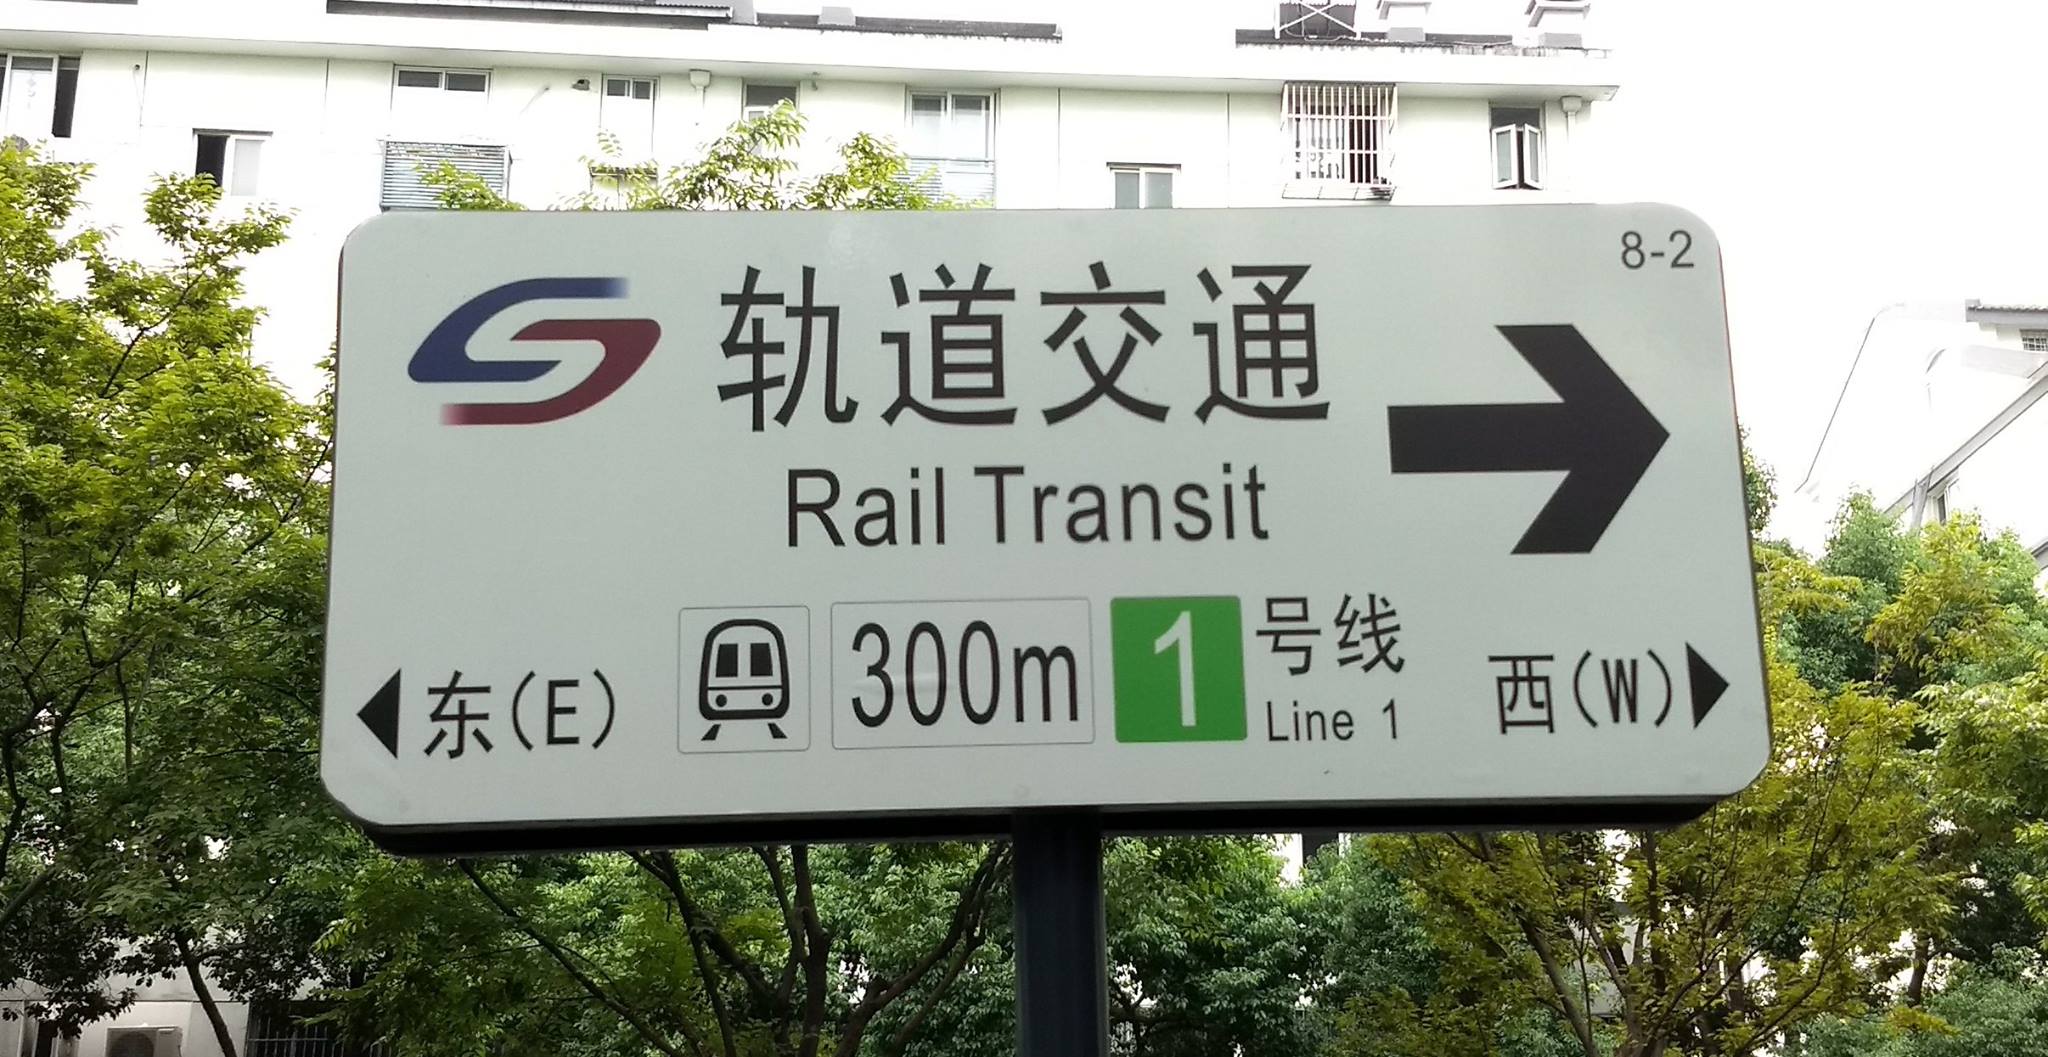 8-2
轨道交通
Rail Transit
300m 1 号线
Line 1
东(E)
西(W)